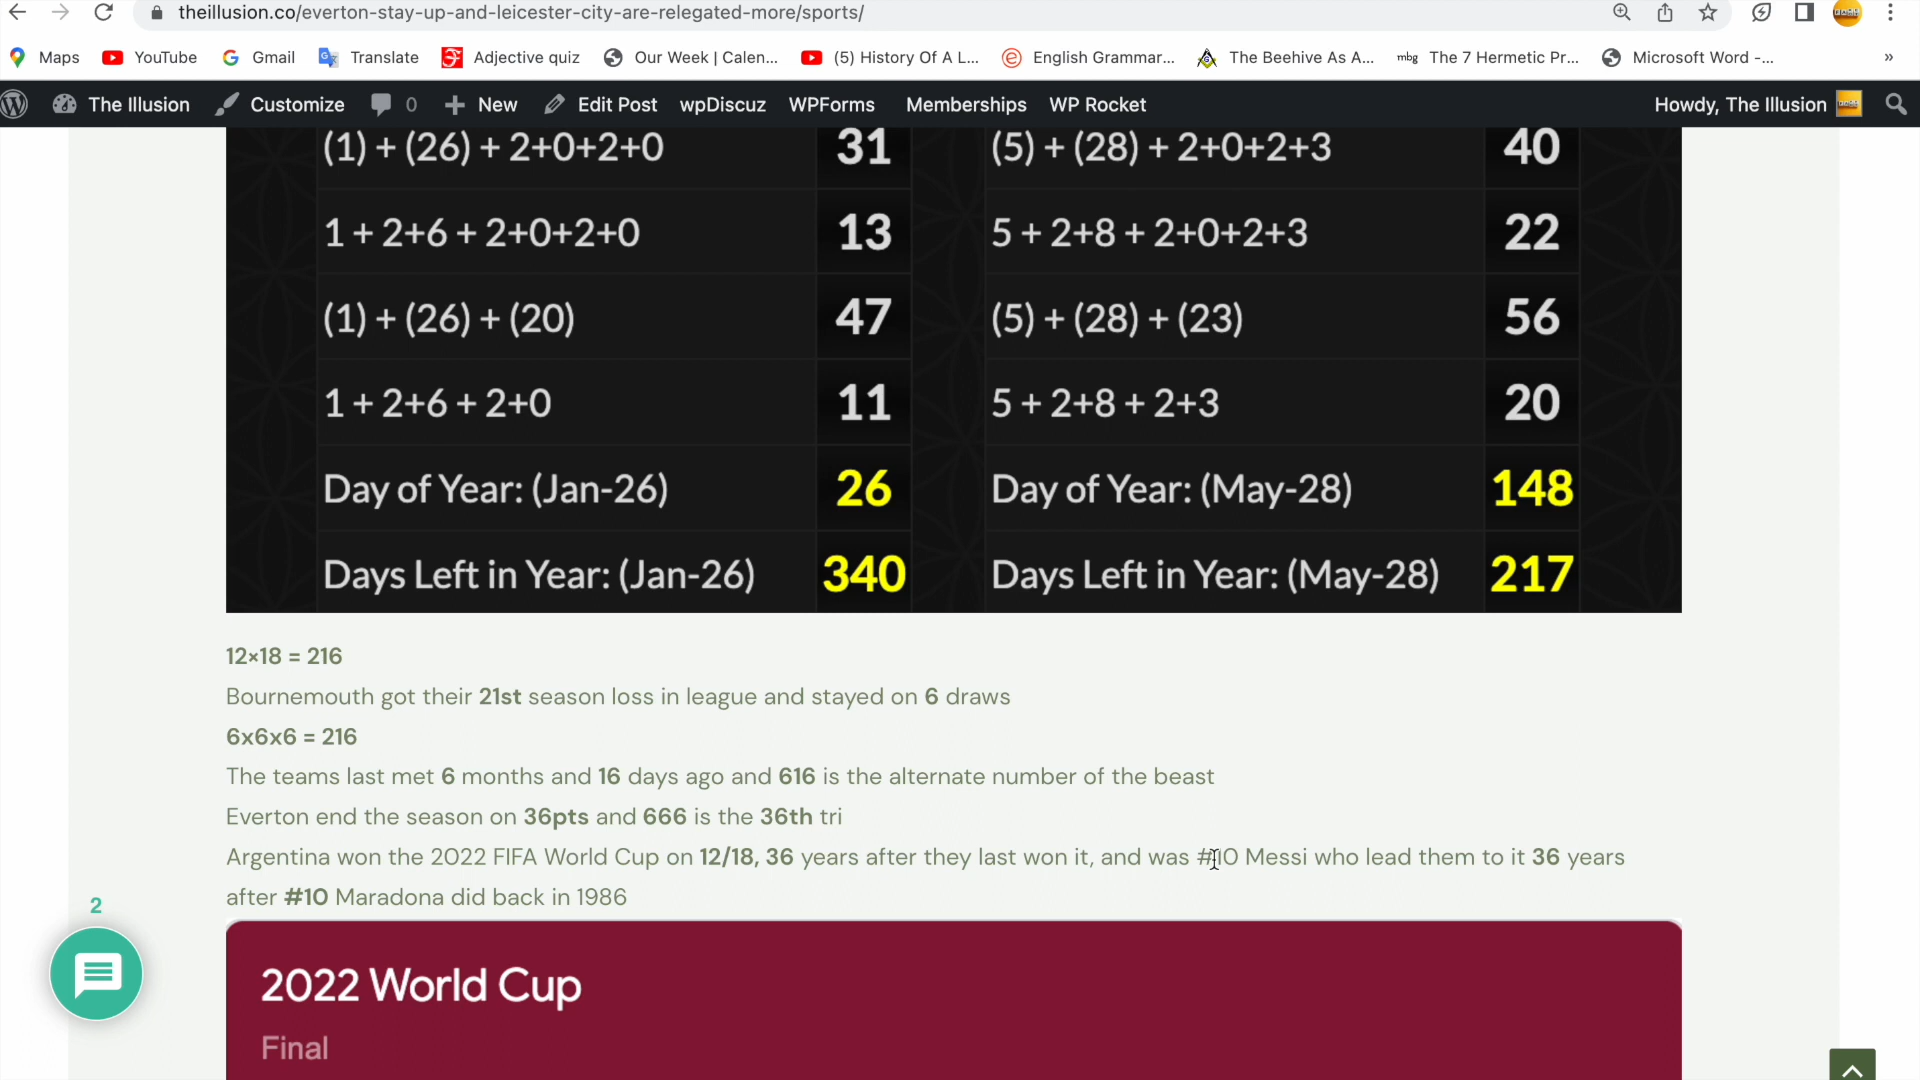 theillusion.co/everton-stay-up-and-leicester-city-are-relegated-more/sports/
Maps YouTube Gmail Translate Adjective quiz Our Week | Calen... (5) History Of A L... English Grammar... The Beehive As A... mbg The 7 Hermetic Pr... Microsoft Word -... »
The Illusion Customize 0 New Edit Post wpDiscuz WPForms Memberships WP Rocket Howdy, The Illusion
(1) + (26) + 2+0+2+0 31 (5) + (28) + 2+0+2+3 40
1 + 2+6 + 2+0+2+0 13 5 + 2+8 + 2+0+2+3 22
(1) + (26) + (20) 47 (5) + (28) + (23) 56
1 + 2+6 + 2+0 11 5 + 2+8 + 2+3 20
Day of Year: (Jan-26) 26 Day of Year: (May-28) 148
Days Left in Year: (Jan-26) 340 Days Left in Year: (May-28) 217
12×18 = 216
Bournemouth got their 21st season loss in league and stayed on 6 draws
6x6x6 = 216
The teams last met 6 months and 16 days ago and 616 is the alternate number of the beast
Everton end the season on 36pts and 666 is the 36th tri
Argentina won the 2022 FIFA World Cup on 12/18, 36 years after they last won it, and was #10 Messi who lead them to it 36 years
after #10 Maradona did back in 1986
2
2022 World Cup
Final